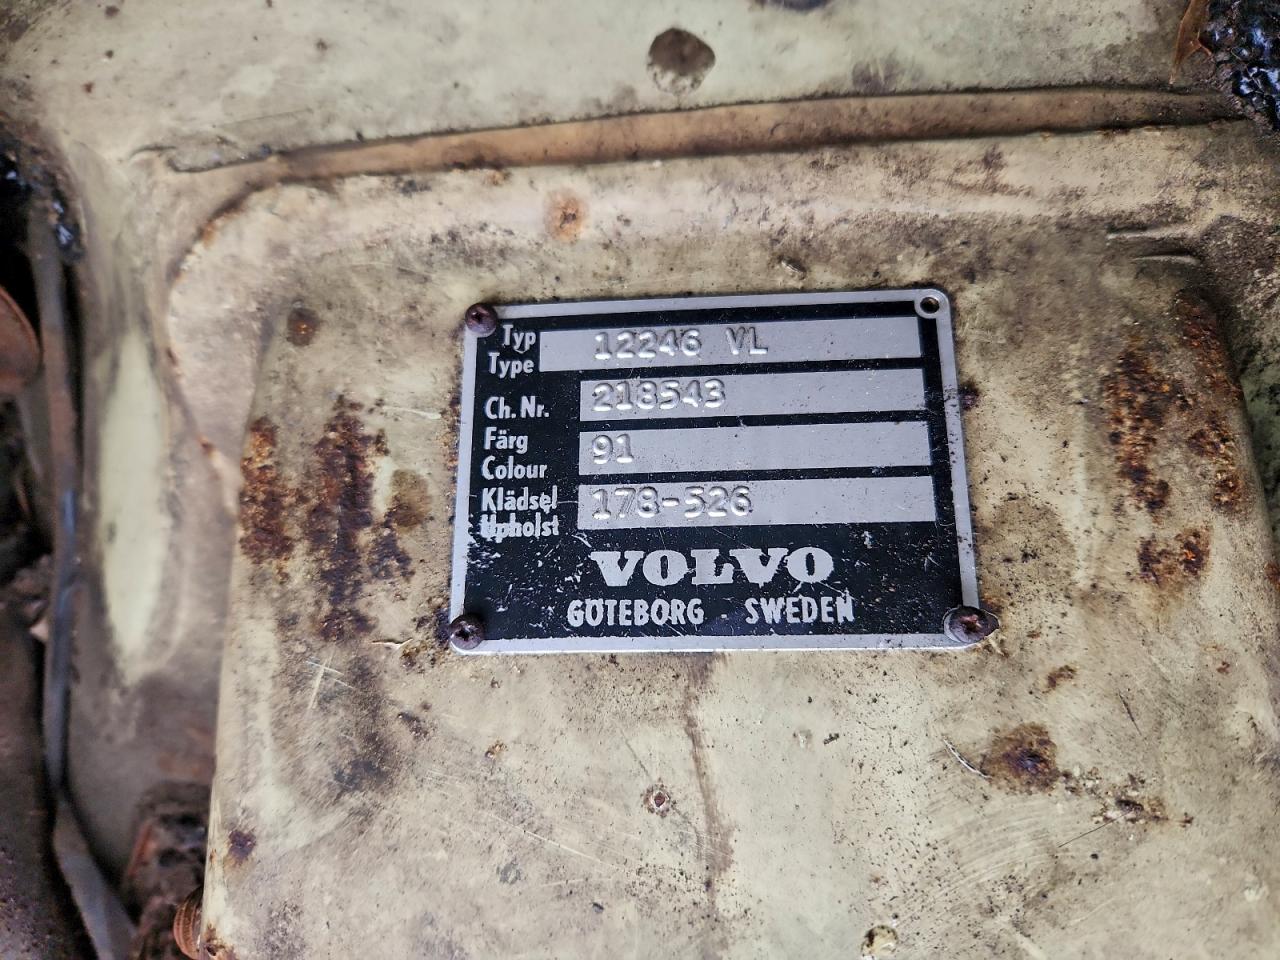 Typ
Type 12246 VL
Ch. Nr. 218543
Färg
Colour 91
Klädsel
Upholst 178-526
VOLVO
GÖTEBORG - SWEDEN